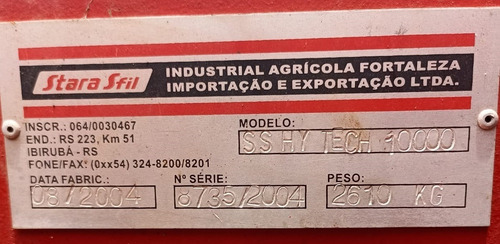 Stara Sfil
INDUSTRIAL AGRÍCOLA FORTALEZA
IMPORTAÇÃO E EXPORTAÇÃO LTDA.
INSCR.: 064/0030467
END.: RS 223, Km 51
IBIRUBÁ - RS
FONE/FAX: (0xx54) 324-8200/8201
MODELO:
SS HY TECH 10000
DATA FABRIC.:
08/2004
Nº SÉRIE:
8735/2004
PESO:
2610 KG